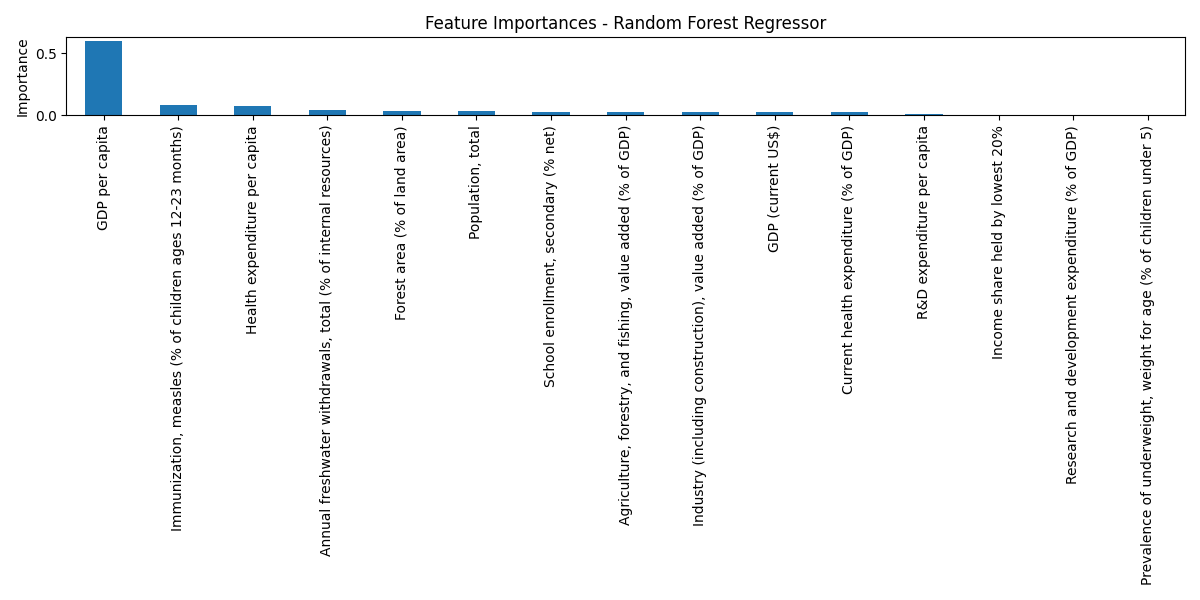 Feature Importances - Random Forest Regressor
Importance
0.5
0.0
GDP per capita
Immunization, measles (% of children ages 12-23 months)
Health expenditure per capita
Annual freshwater withdrawals, total (% of internal resources)
Forest area (% of land area)
Population, total
School enrollment, secondary (% net)
Agriculture, forestry, and fishing, value added (% of GDP)
Industry (including construction), value added (% of GDP)
GDP (current US$)
Current health expenditure (% of GDP)
R&D expenditure per capita
Income share held by lowest 20%
Research and development expenditure (% of GDP)
Prevalence of underweight, weight for age (% of children under 5)